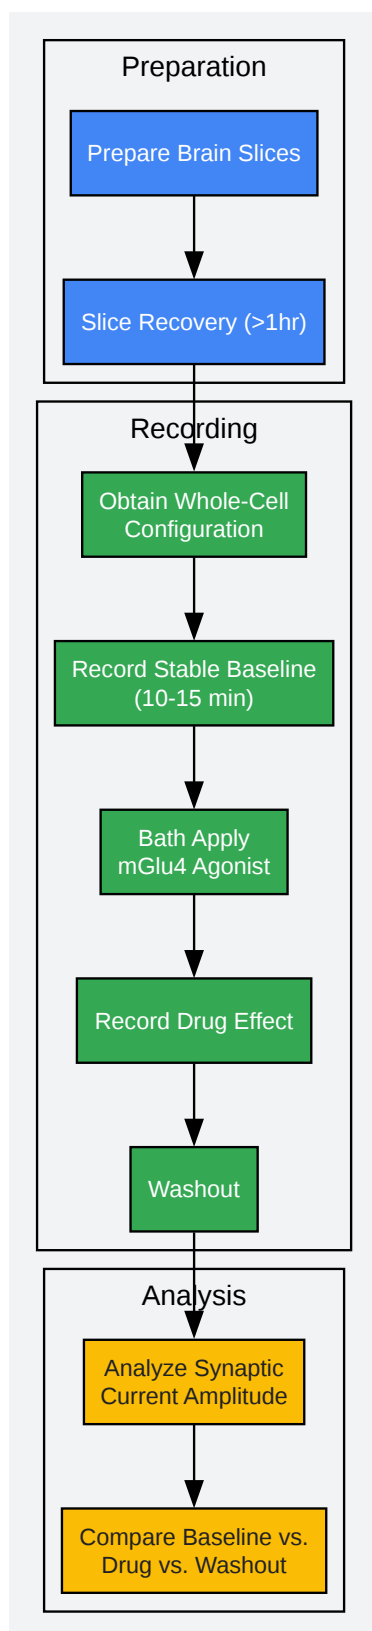 Preparation
Prepare Brain Slices
Slice Recovery (>1hr)
Recording
Obtain Whole-Cell
Configuration
Record Stable Baseline
(10-15 min)
Bath Apply
mGlu4 Agonist
Record Drug Effect
Washout
Analysis
Analyze Synaptic
Current Amplitude
Compare Baseline vs.
Drug vs. Washout